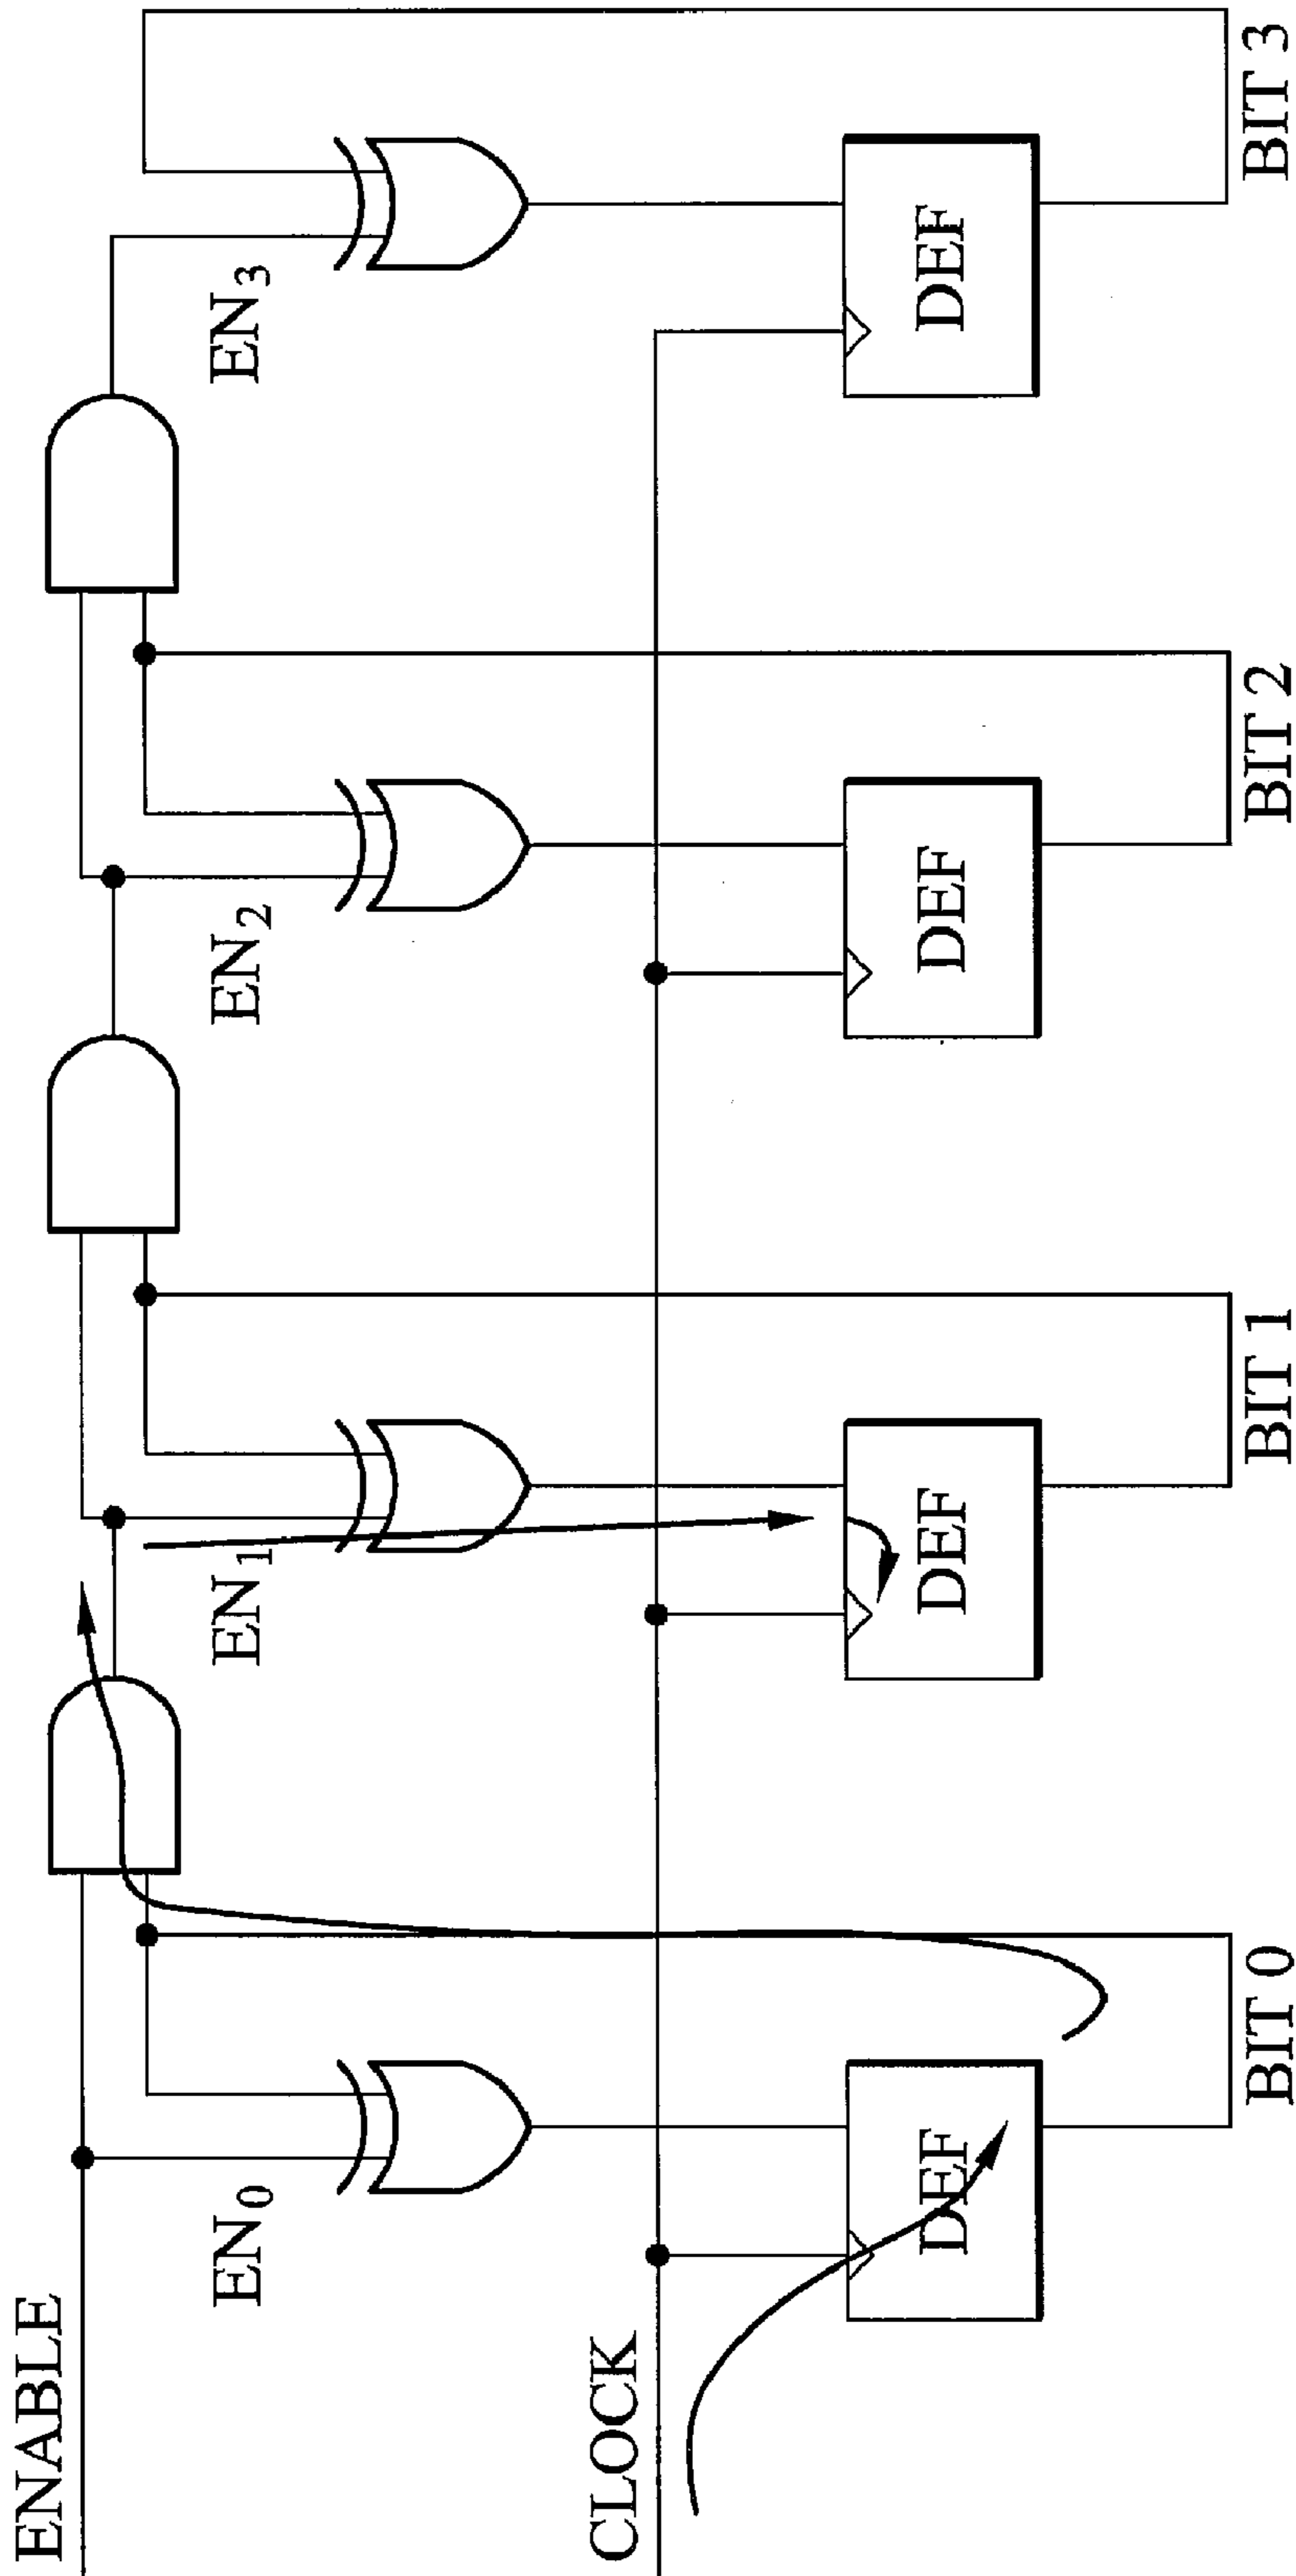 ENABLE
EN0
EN1
EN2
EN3
CLOCK
DEF
DEF
DEF
DEF
BIT 0
BIT 1
BIT 2
BIT 3